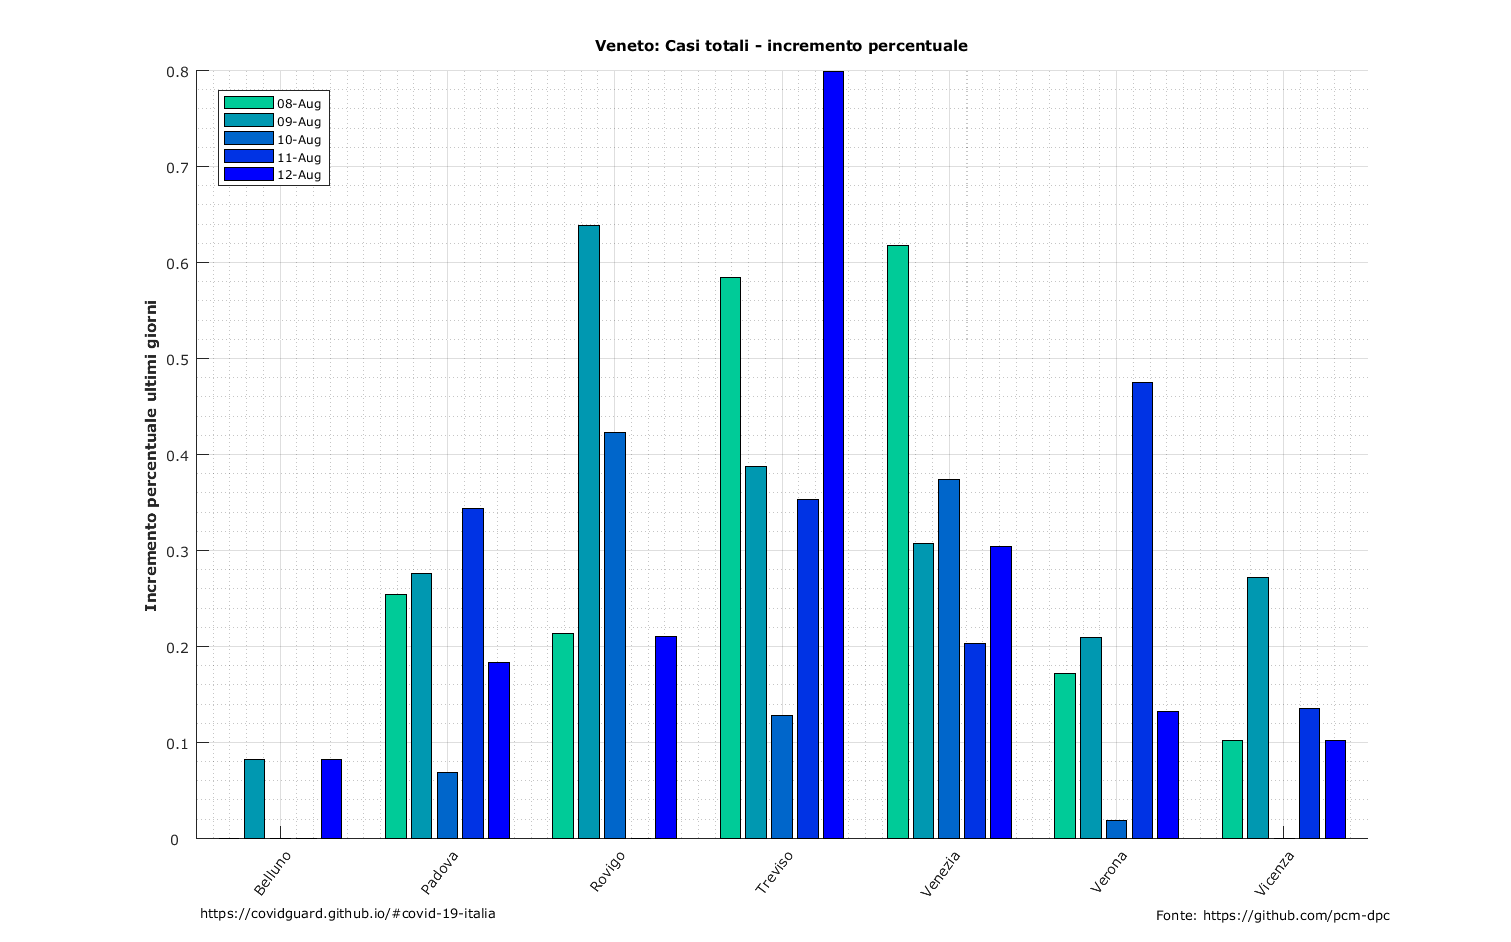 Veneto: Casi totali - incremento percentuale
Incremento percentuale ultimi giorni
0.8
0.7
0.6
0.5
0.4
0.3
0.2
0.1
0
08-Aug
09-Aug
10-Aug
11-Aug
12-Aug
Belluno
Padova
Rovigo
Treviso
Venezia
Verona
Vicenza
https://covidguard.github.io/#covid-19-italia
Fonte: https://github.com/pcm-dpc